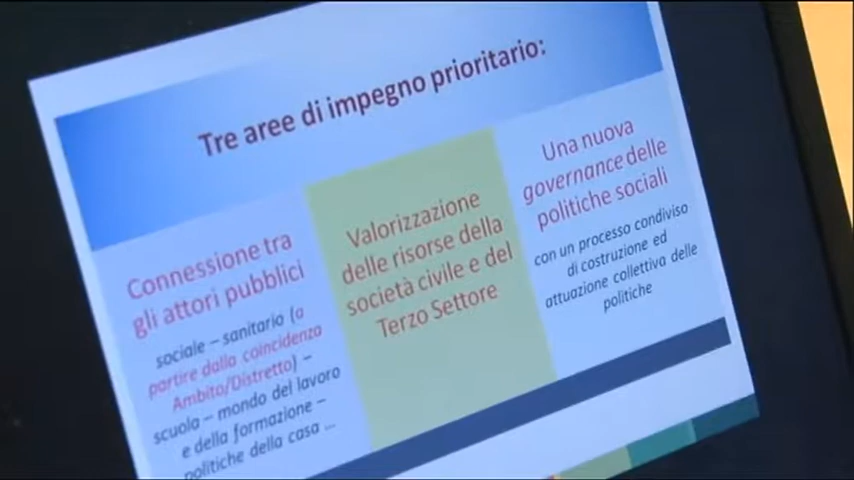 Tre aree di impegno prioritario:
Connessione tra
gli attori pubblici
sociale – sanitario (a
partire dalla coincidenza
Ambito/Distretto) –
scuola – mondo del lavoro
e della formazione –
politiche della casa ...
Valorizzazione
delle risorse della
società civile e del
Terzo Settore
Una nuova
governance delle
politiche sociali
con un processo condiviso
di costruzione ed
attuazione collettiva delle
politiche